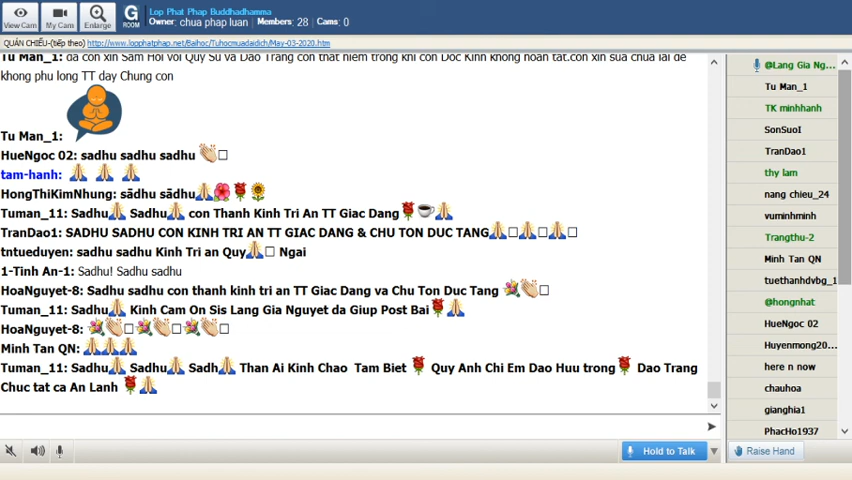 View Cam
My Cam
Enlarge
G
ROOM
Lop Phat Phap Buddhadhamma
Owner: chua phap luan Members: 28 Cams: 0
QUÁN CHIẾU-(tiếp theo) http://www.lopphatphap.net/Baihoc/Tuhocmuadaidich/May-03-2020.htm
Tu Man_1: da con xin Sam Hoi voi Quy Su va Dao Trang con that niem trong khi con Doc Kinh khong hoan tat.con xin sua chua lai de
khong phu long TT day Chung con
Tu Man_1:
HueNgoc 02: sadhu sadhu sadhu 👏🏻□
tam-hanh: 🙏 🙏 🙏
HongThiKimNhung: sādhu sādhu🙏🌺🌹🌻
Tuman_11: Sadhu🙏 Sadhu🙏 con Thanh Kinh Tri An TT Giac Dang🌹☕🙏
TranDao1: SADHU SADHU CON KINH TRI AN TT GIAC DANG & CHU TON DUC TANG🙏□🙏□🙏□
tntueduyen: sadhu sadhu Kinh Tri an Quy🙏□ Ngai
1-Tinh An-1: Sadhu! Sadhu sadhu
HoaNguyet-8: Sadhu sadhu con thanh kinh tri an TT Giac Dang va Chu Ton Duc Tang 💐👏🏻□
Tuman_11: Sadhu🙏 Kinh Cam On Sis Lang Gia Nguyet da Giup Post Bai🌹🙏
HoaNguyet-8: 💐👏🏻□💐👏🏻□💐👏🏻□
Minh Tan QN: 🙏🙏🙏
Tuman_11: Sadhu🙏 Sadhu🙏 Sadh🙏 Than Ai Kinh Chao Tam Biet 🌹 Quy Anh Chi Em Dao Huu trong🌹 Dao Trang
Chuc tat ca An Lanh 🌹🙏
Hold to Talk
@Lang Gia Ng...
Tu Man_1
TK minhhanh
SonSuoI
TranDao1
thy lam
nang chieu_24
vuminhminh
Trangthu-2
Minh Tan QN
tuethanhdvbg_1
@hongnhat
HueNgoc 02
Huyenmong20...
here n now
chauhoa
gianghia1
PhacHo1937
Raise Hand